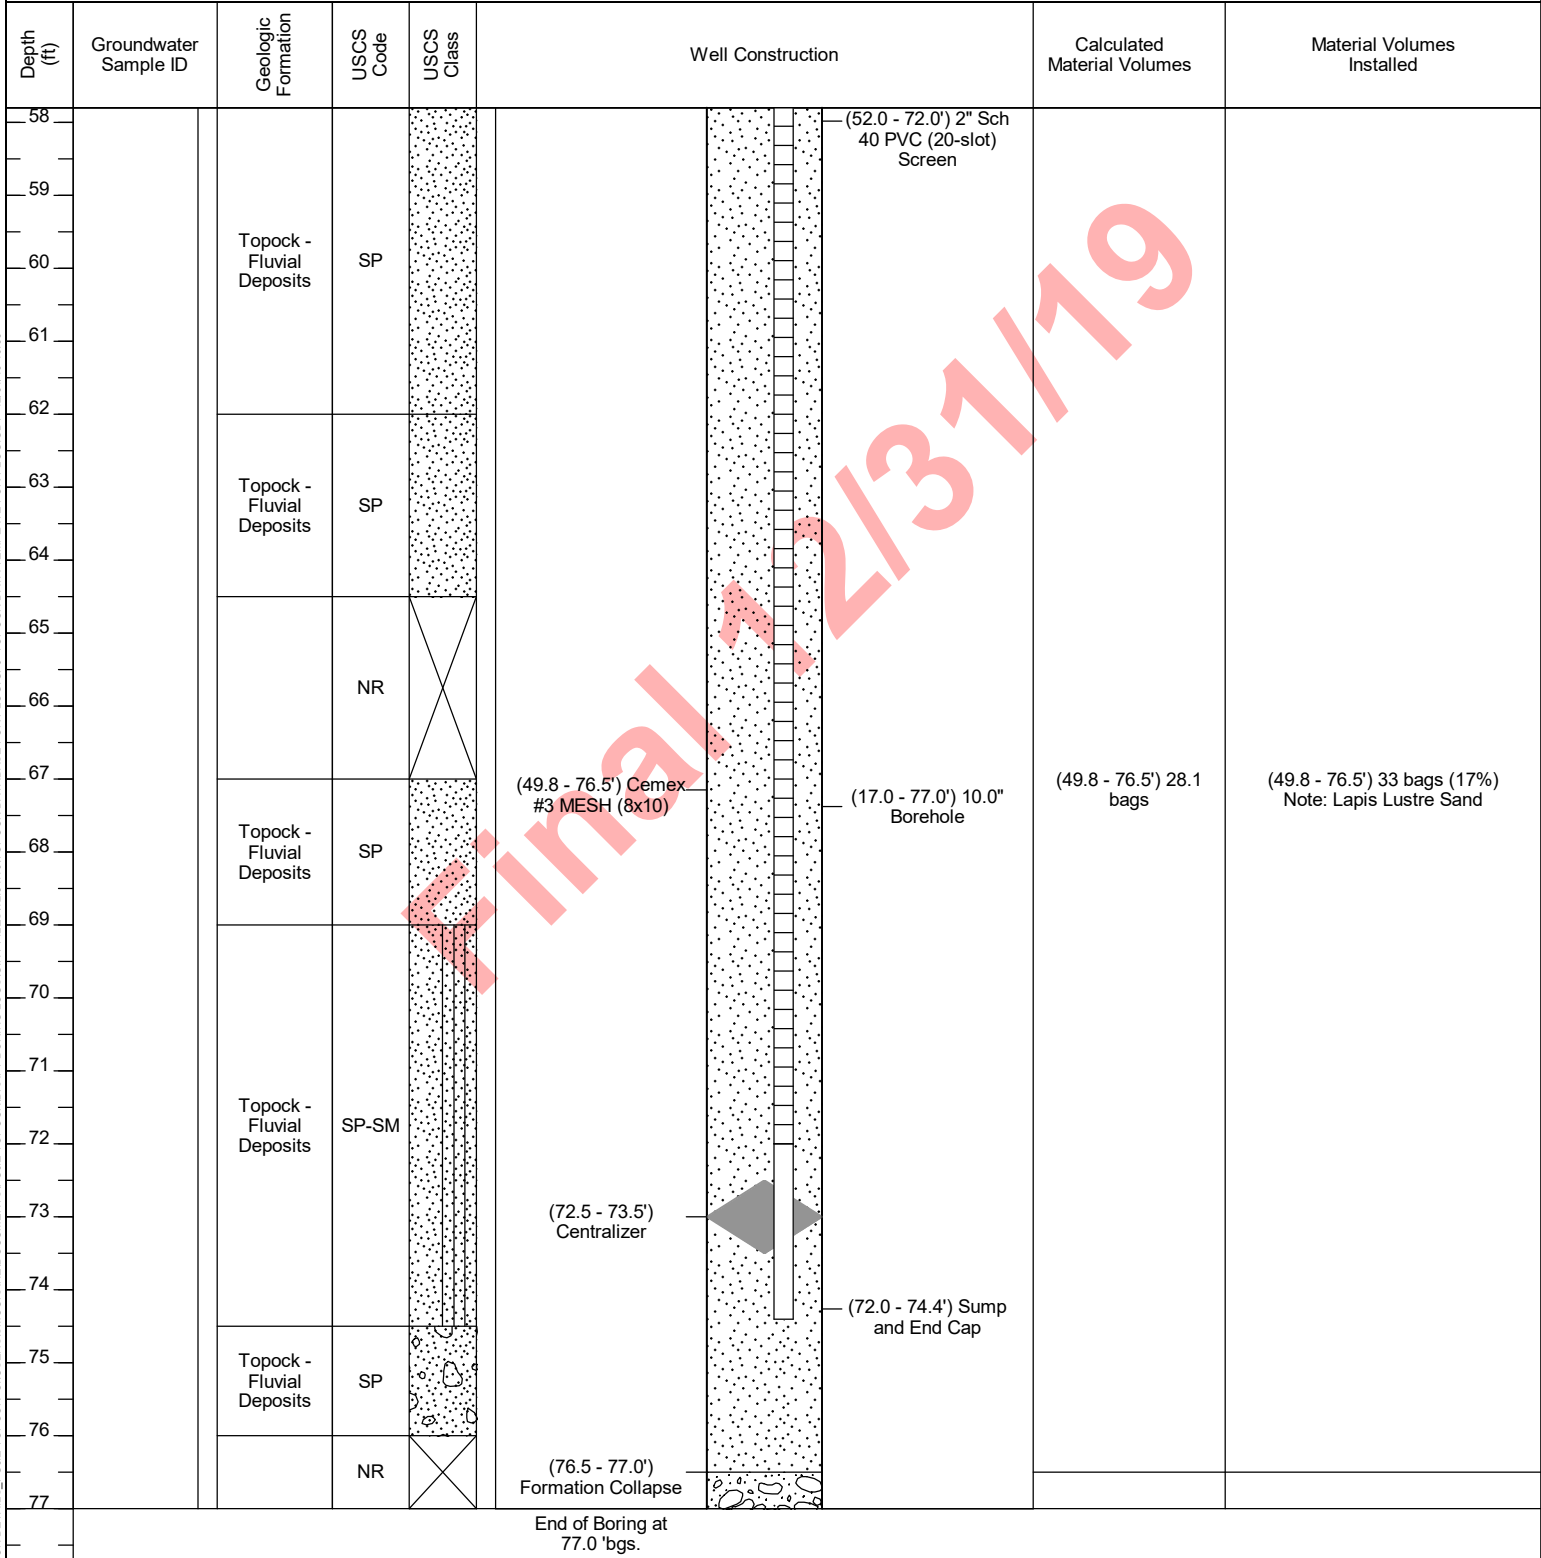 Depth
(ft)
Groundwater
Sample ID
Geologic
Formation
USCS
Code
USCS
Class
Well Construction
Calculated
Material Volumes
Material Volumes
Installed
58
59
60
61
62
63
64
65
66
67
68
69
70
71
72
73
74
75
76
77
Topock -
Fluvial
Deposits
SP
Topock -
Fluvial
Deposits
SP
NR
Topock -
Fluvial
Deposits
SP
Topock -
Fluvial
Deposits
SP-SM
Topock -
Fluvial
Deposits
SP
NR
(52.0 - 72.0') 2" Sch
40 PVC (20-slot)
Screen
(49.8 - 76.5') Cemex
#3 MESH (8x10)
(17.0 - 77.0') 10.0"
Borehole
(49.8 - 76.5') 28.1
bags
(49.8 - 76.5') 33 bags (17%)
Note: Lapis Lustre Sand
(72.5 - 73.5')
Centralizer
(72.0 - 74.4') Sump
and End Cap
(76.5 - 77.0')
Formation Collapse
End of Boring at
77.0 'bgs.
Final 12/31/19